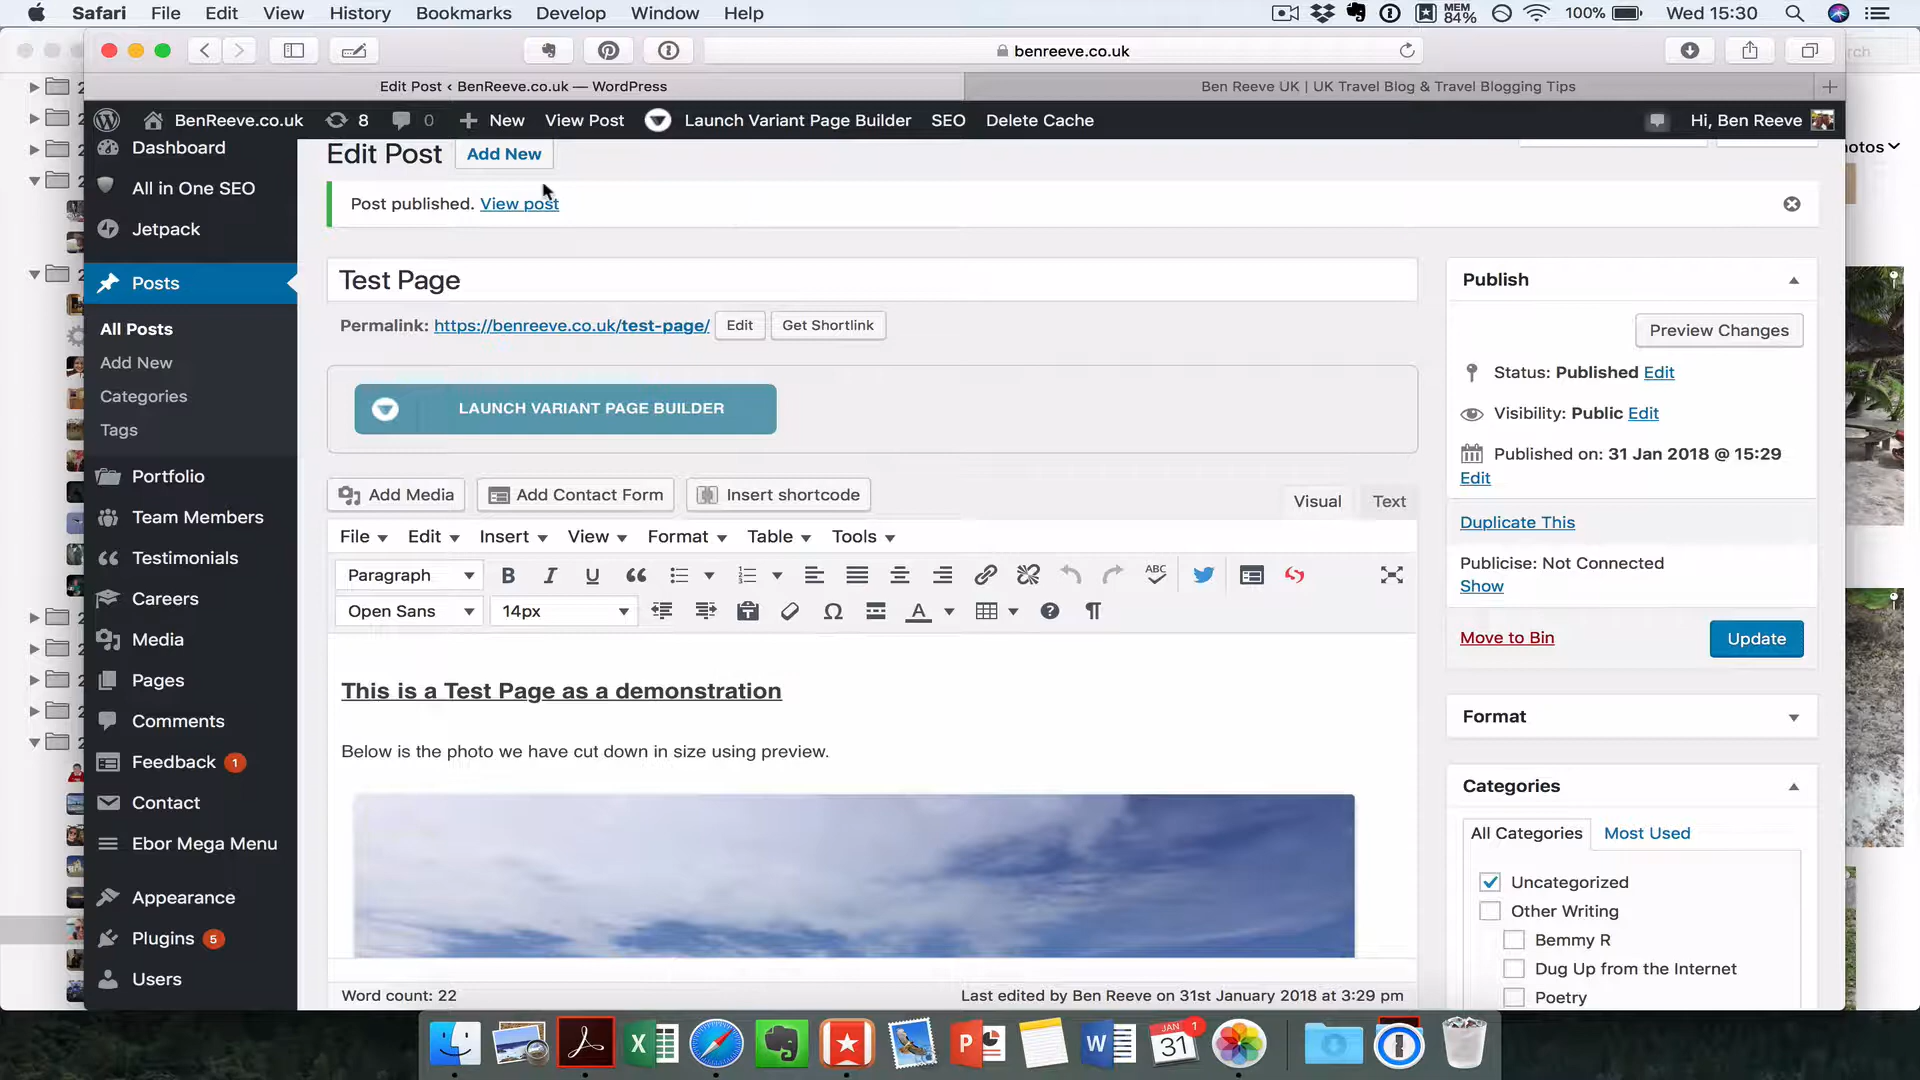 Safari File Edit View History Bookmarks Develop Window Help MEM 84% 100% Wed 15:30
benreeve.co.uk
Edit Post ‹ BenReeve.co.uk — WordPress
Ben Reeve UK | UK Travel Blog & Travel Blogging Tips
BenReeve.co.uk 8 0 New View Post Launch Variant Page Builder SEO Delete Cache Hi, Ben Reeve
Dashboard
All in One SEO
Jetpack
Posts
All Posts
Add New
Categories
Tags
Portfolio
Team Members
Testimonials
Careers
Media
Pages
Comments
Feedback 1
Contact
Ebor Mega Menu
Appearance
Plugins 5
Users
Edit Post Add New
Post published. View post
Test Page
Permalink: https://benreeve.co.uk/test-page/ Edit Get Shortlink
LAUNCH VARIANT PAGE BUILDER
Add Media Add Contact Form Insert shortcode Visual Text
File Edit Insert View Format Table Tools
Paragraph B I U ABC
Open Sans 14px Ω A
This is a Test Page as a demonstration
Below is the photo we have cut down in size using preview.
Word count: 22 Last edited by Ben Reeve on 31st January 2018 at 3:29 pm
Publish
Preview Changes
Status: Published Edit
Visibility: Public Edit
Published on: 31 Jan 2018 @ 15:29
Edit
Duplicate This
Publicise: Not Connected
Show
Move to Bin Update
Format
Categories
All Categories Most Used
Uncategorized
Other Writing
Bemmy R
Dug Up from the Internet
Poetry
JAN 31 1